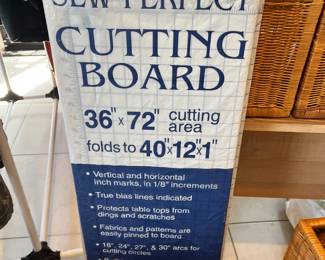 SEW PERFECT
CUTTING
BOARD
36" x 72" cutting
area
folds to 40"x12"x1"
• Vertical and horizontal
inch marks, in 1/8" increments
• True bias lines indicated
• Protects table tops from
dings and scratches
• Fabrics and patterns are
easily pinned to board
• 18", 24", 27", & 30" arcs for
cutting circles